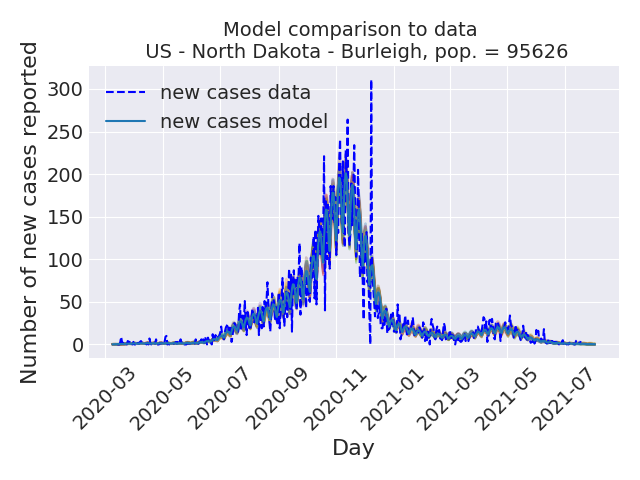 Model comparison to data
US - North Dakota - Burleigh, pop. = 95626
Number of new cases reported
300
250
200
150
100
50
0
new cases data
new cases model
2020-03
2020-05
2020-07
2020-09
2020-11
2021-01
2021-03
2021-05
2021-07
Day